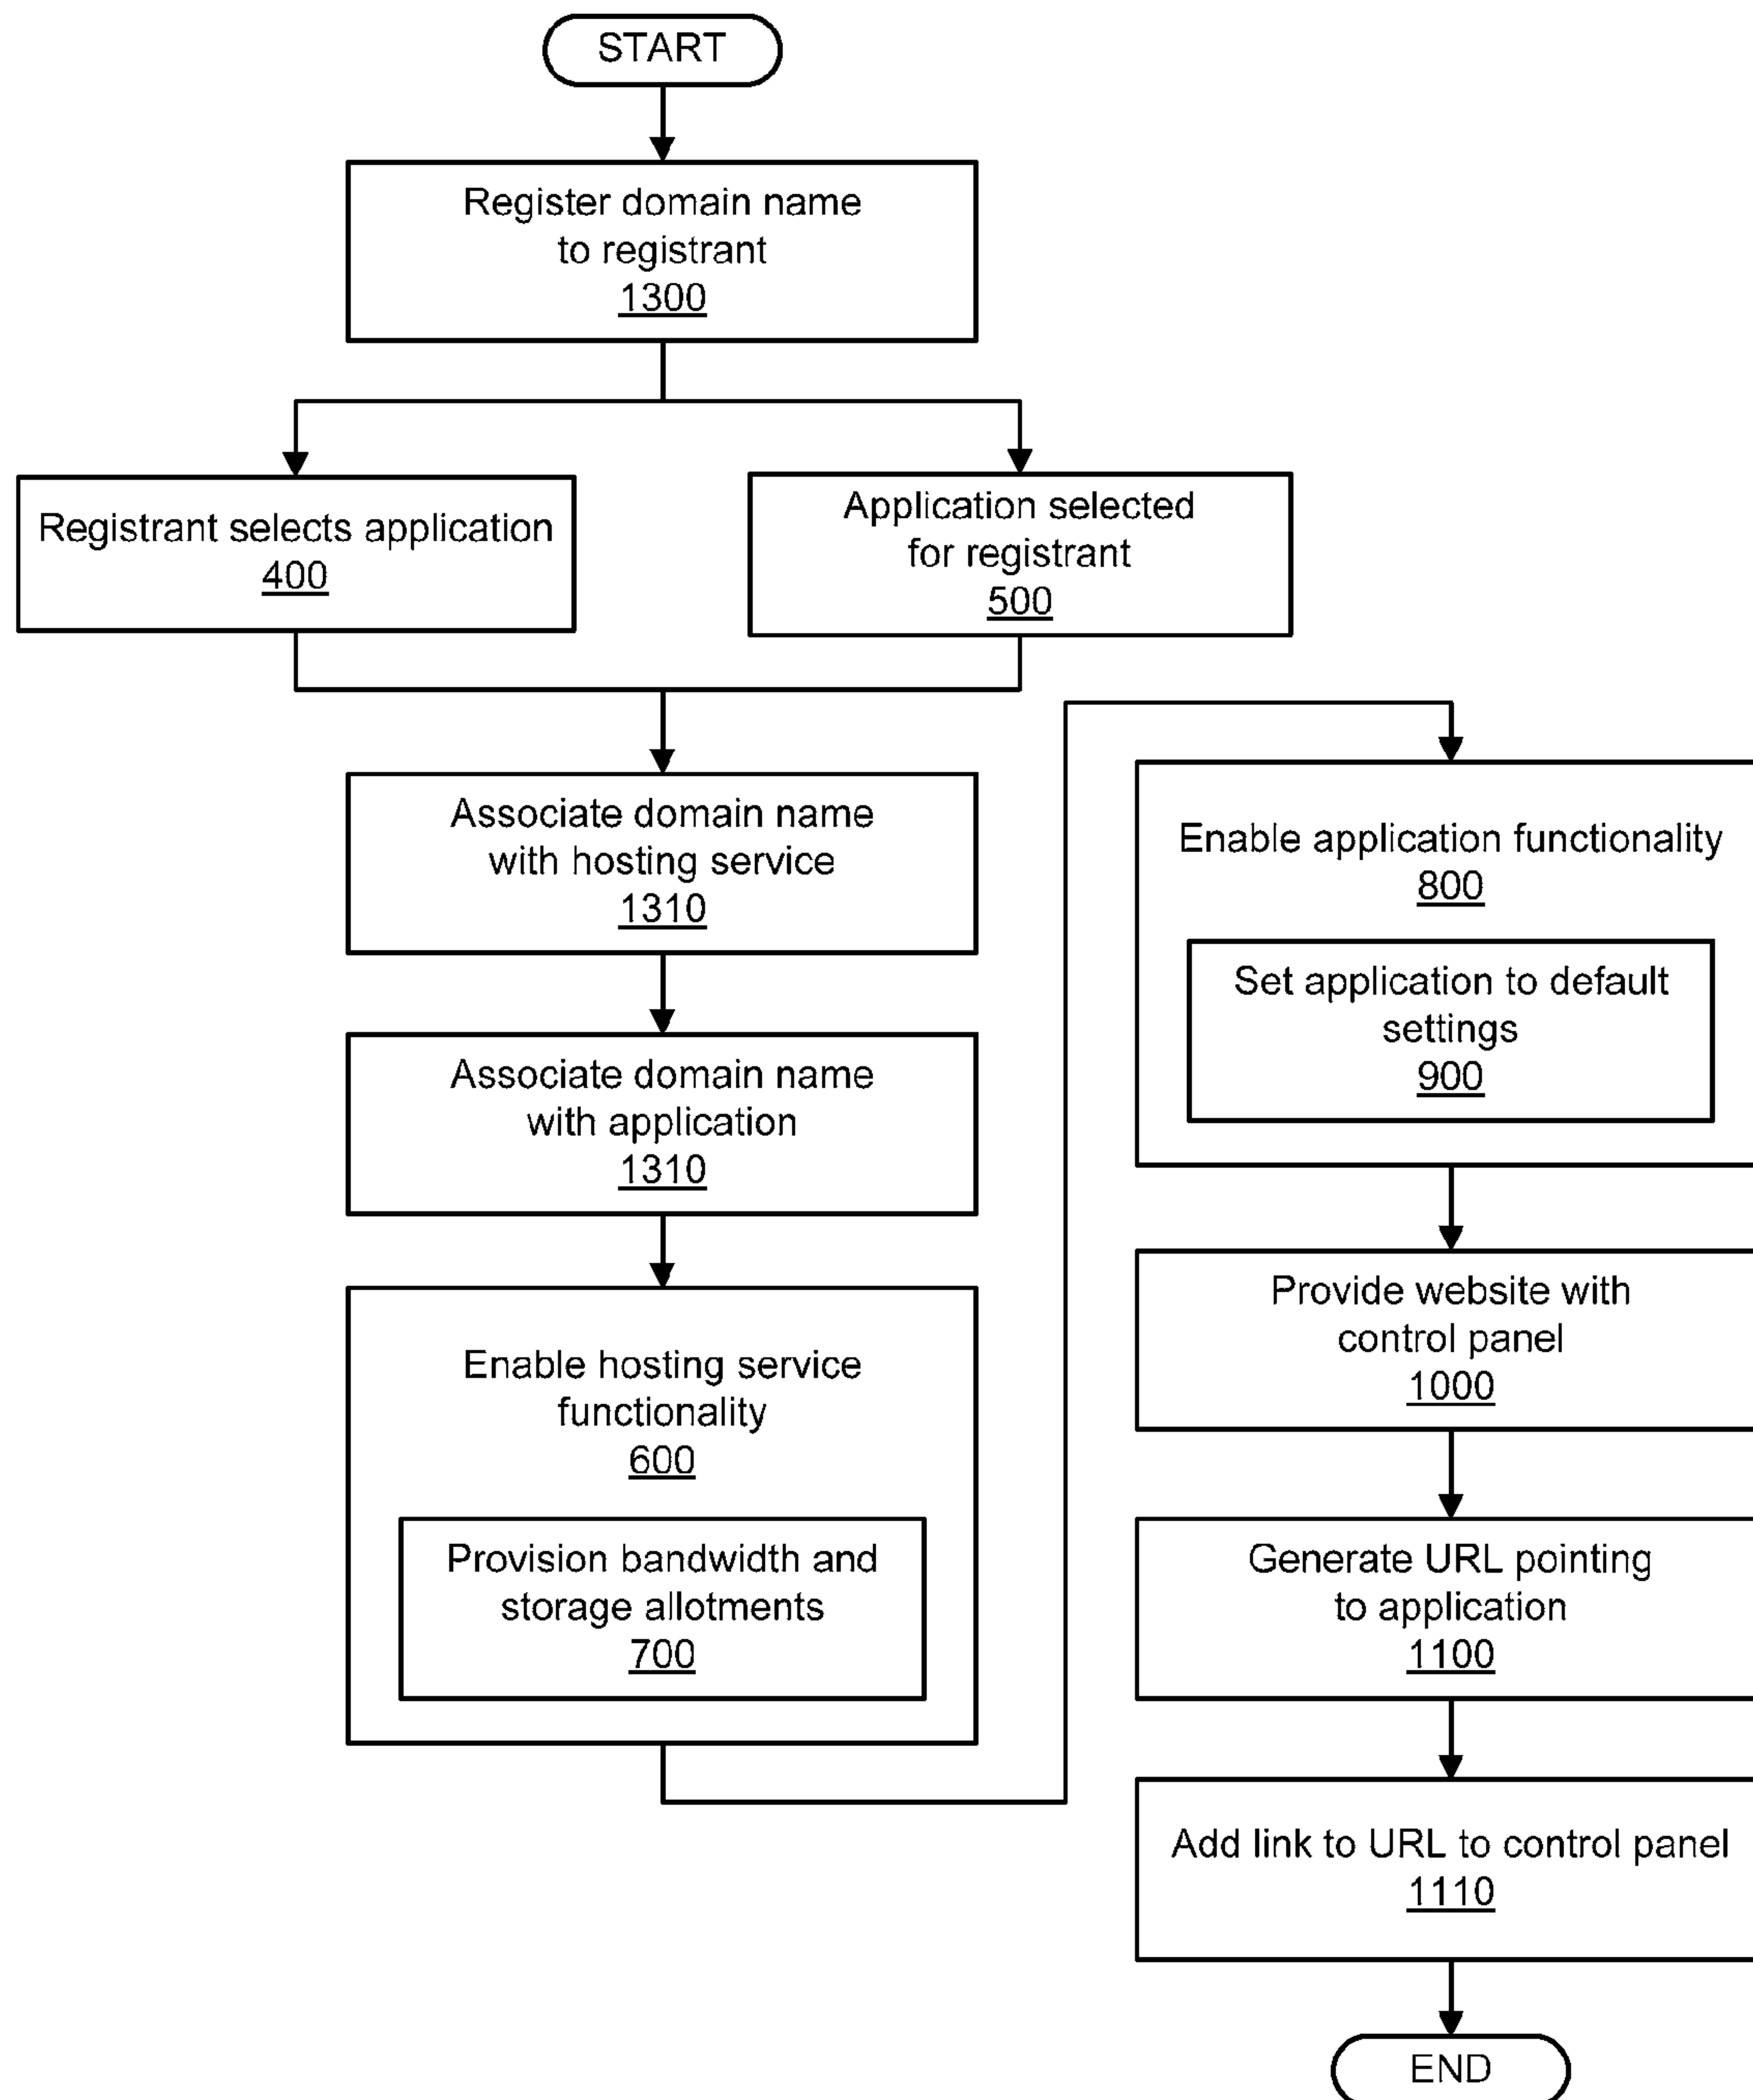 START
Register domain name
to registrant
1300
Registrant selects application
400
Application selected
for registrant
500
Associate domain name
with hosting service
1310
Associate domain name
with application
1310
Enable hosting service
functionality
600
Provision bandwidth and
storage allotments
700
Enable application functionality
800
Set application to default
settings
900
Provide website with
control panel
1000
Generate URL pointing
to application
1100
Add link to URL to control panel
1110
END